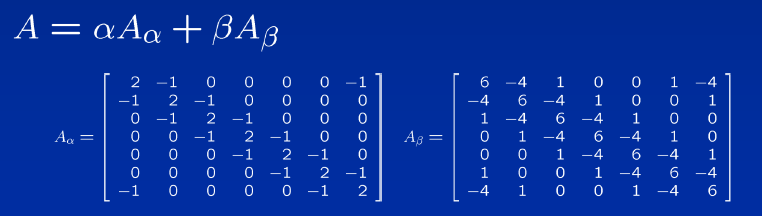 A = αA_α + βA_β
A_α = [ 2 −1 0 0 0 0 −1
−1 2 −1 0 0 0 0
0 −1 2 −1 0 0 0
0 0 −1 2 −1 0 0
0 0 0 −1 2 −1 0
0 0 0 0 −1 2 −1
−1 0 0 0 0 −1 2 ]
A_β = [ 6 −4 1 0 0 1 −4
−4 6 −4 1 0 0 1
1 −4 6 −4 1 0 0
0 1 −4 6 −4 1 0
0 0 1 −4 6 −4 1
1 0 0 1 −4 6 −4
−4 1 0 0 1 −4 6 ]